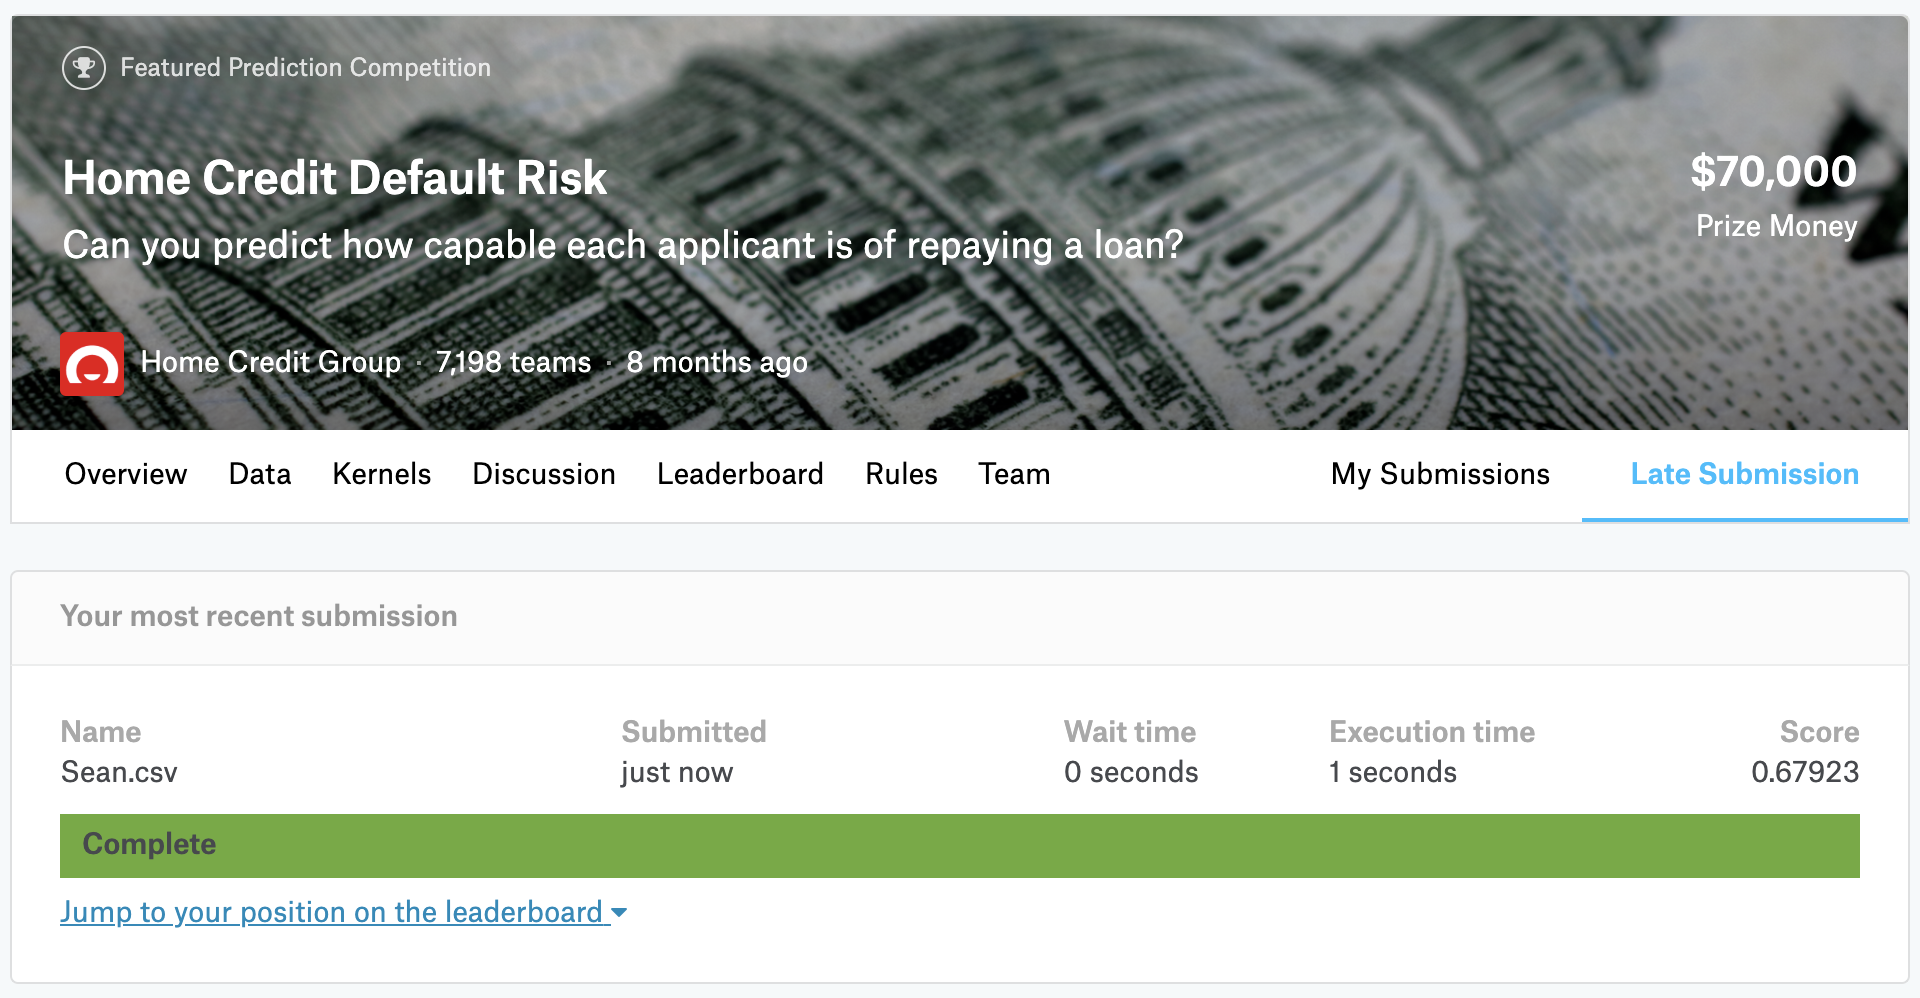 Featured Prediction Competition
Home Credit Default Risk
$70,000
Can you predict how capable each applicant is of repaying a loan?
Prize Money
Home Credit Group · 7,198 teams · 8 months ago
Overview Data Kernels Discussion Leaderboard Rules Team My Submissions Late Submission
Your most recent submission
Name Submitted Wait time Execution time Score
Sean.csv just now 0 seconds 1 seconds 0.67923
Complete
Jump to your position on the leaderboard